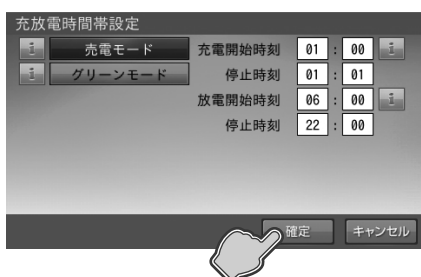 充放電時間帯設定
i 売電モード 充電開始時刻 01 : 00 i
i グリーンモード 停止時刻 01 : 01
放電開始時刻 06 : 00 i
停止時刻 22 : 00
確定 キャンセル